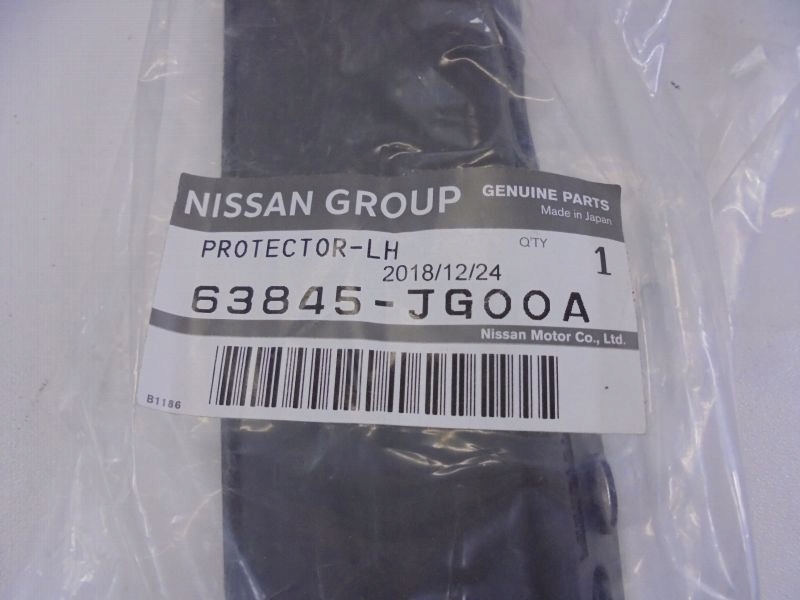 NISSAN GROUP GENUINE PARTS
Made in Japan
PROTECTOR-LH Q'TY 1
2018/12/24
63845-JG00A
Nissan Motor Co., Ltd.
B1186